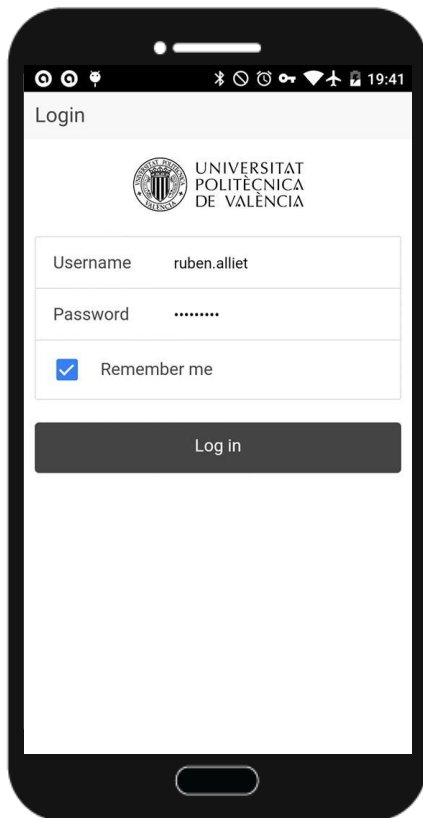 19:41
Login
UNIVERSITAT
POLITÈCNICA
DE VALÈNCIA
Username ruben.alliet
Password •••••••••
Remember me
Log in